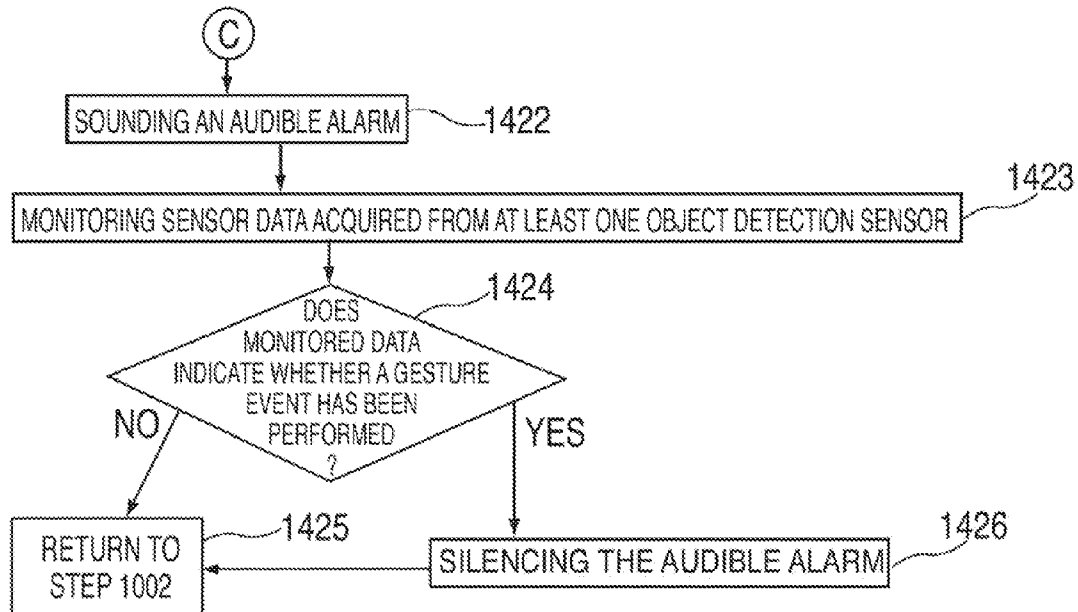 C
SOUNDING AN AUDIBLE ALARM
1422
1423
MONITORING SENSOR DATA ACQUIRED FROM AT LEAST ONE OBJECT DETECTION SENSOR
1424
DOES
MONITORED DATA
INDICATE WHETHER A GESTURE
EVENT HAS BEEN
PERFORMED
?
NO
YES
1425
RETURN TO
STEP 1002
1426
SILENCING THE AUDIBLE ALARM